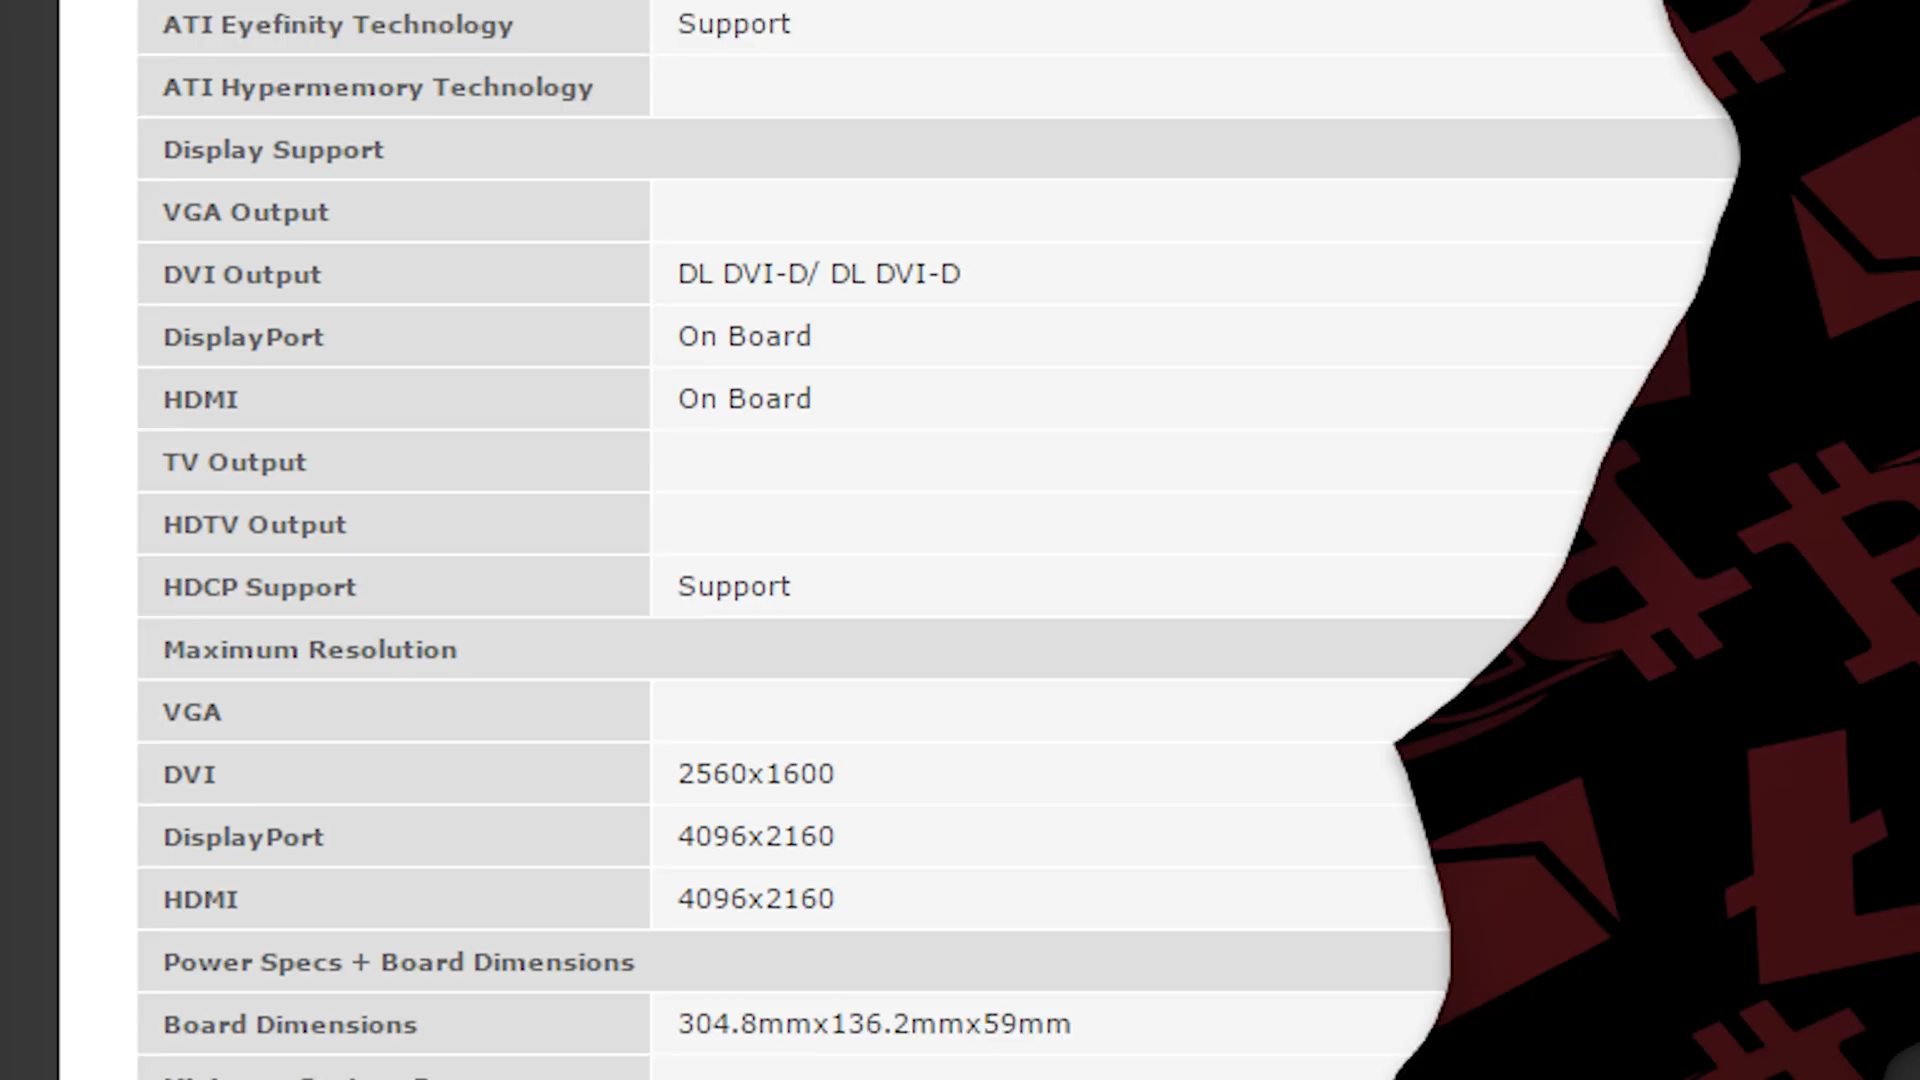 ATI Eyefinity Technology Support
ATI Hypermemory Technology
Display Support
VGA Output
DVI Output DL DVI-D/ DL DVI-D
DisplayPort On Board
HDMI On Board
TV Output
HDTV Output
HDCP Support Support
Maximum Resolution
VGA
DVI 2560x1600
DisplayPort 4096x2160
HDMI 4096x2160
Power Specs + Board Dimensions
Board Dimensions 304.8mmx136.2mmx59mm